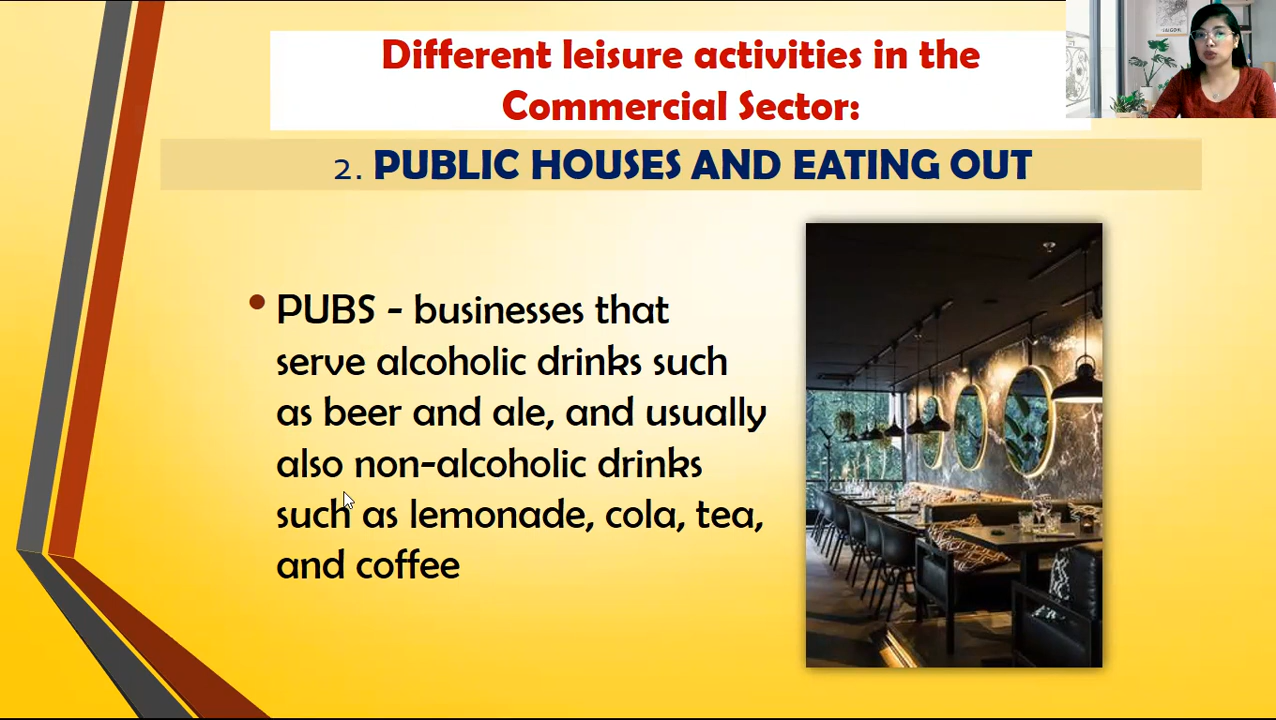 Different leisure activities in the
Commercial Sector:
2. PUBLIC HOUSES AND EATING OUT
• PUBS - businesses that
serve alcoholic drinks such
as beer and ale, and usually
also non-alcoholic drinks
such as lemonade, cola, tea,
and coffee